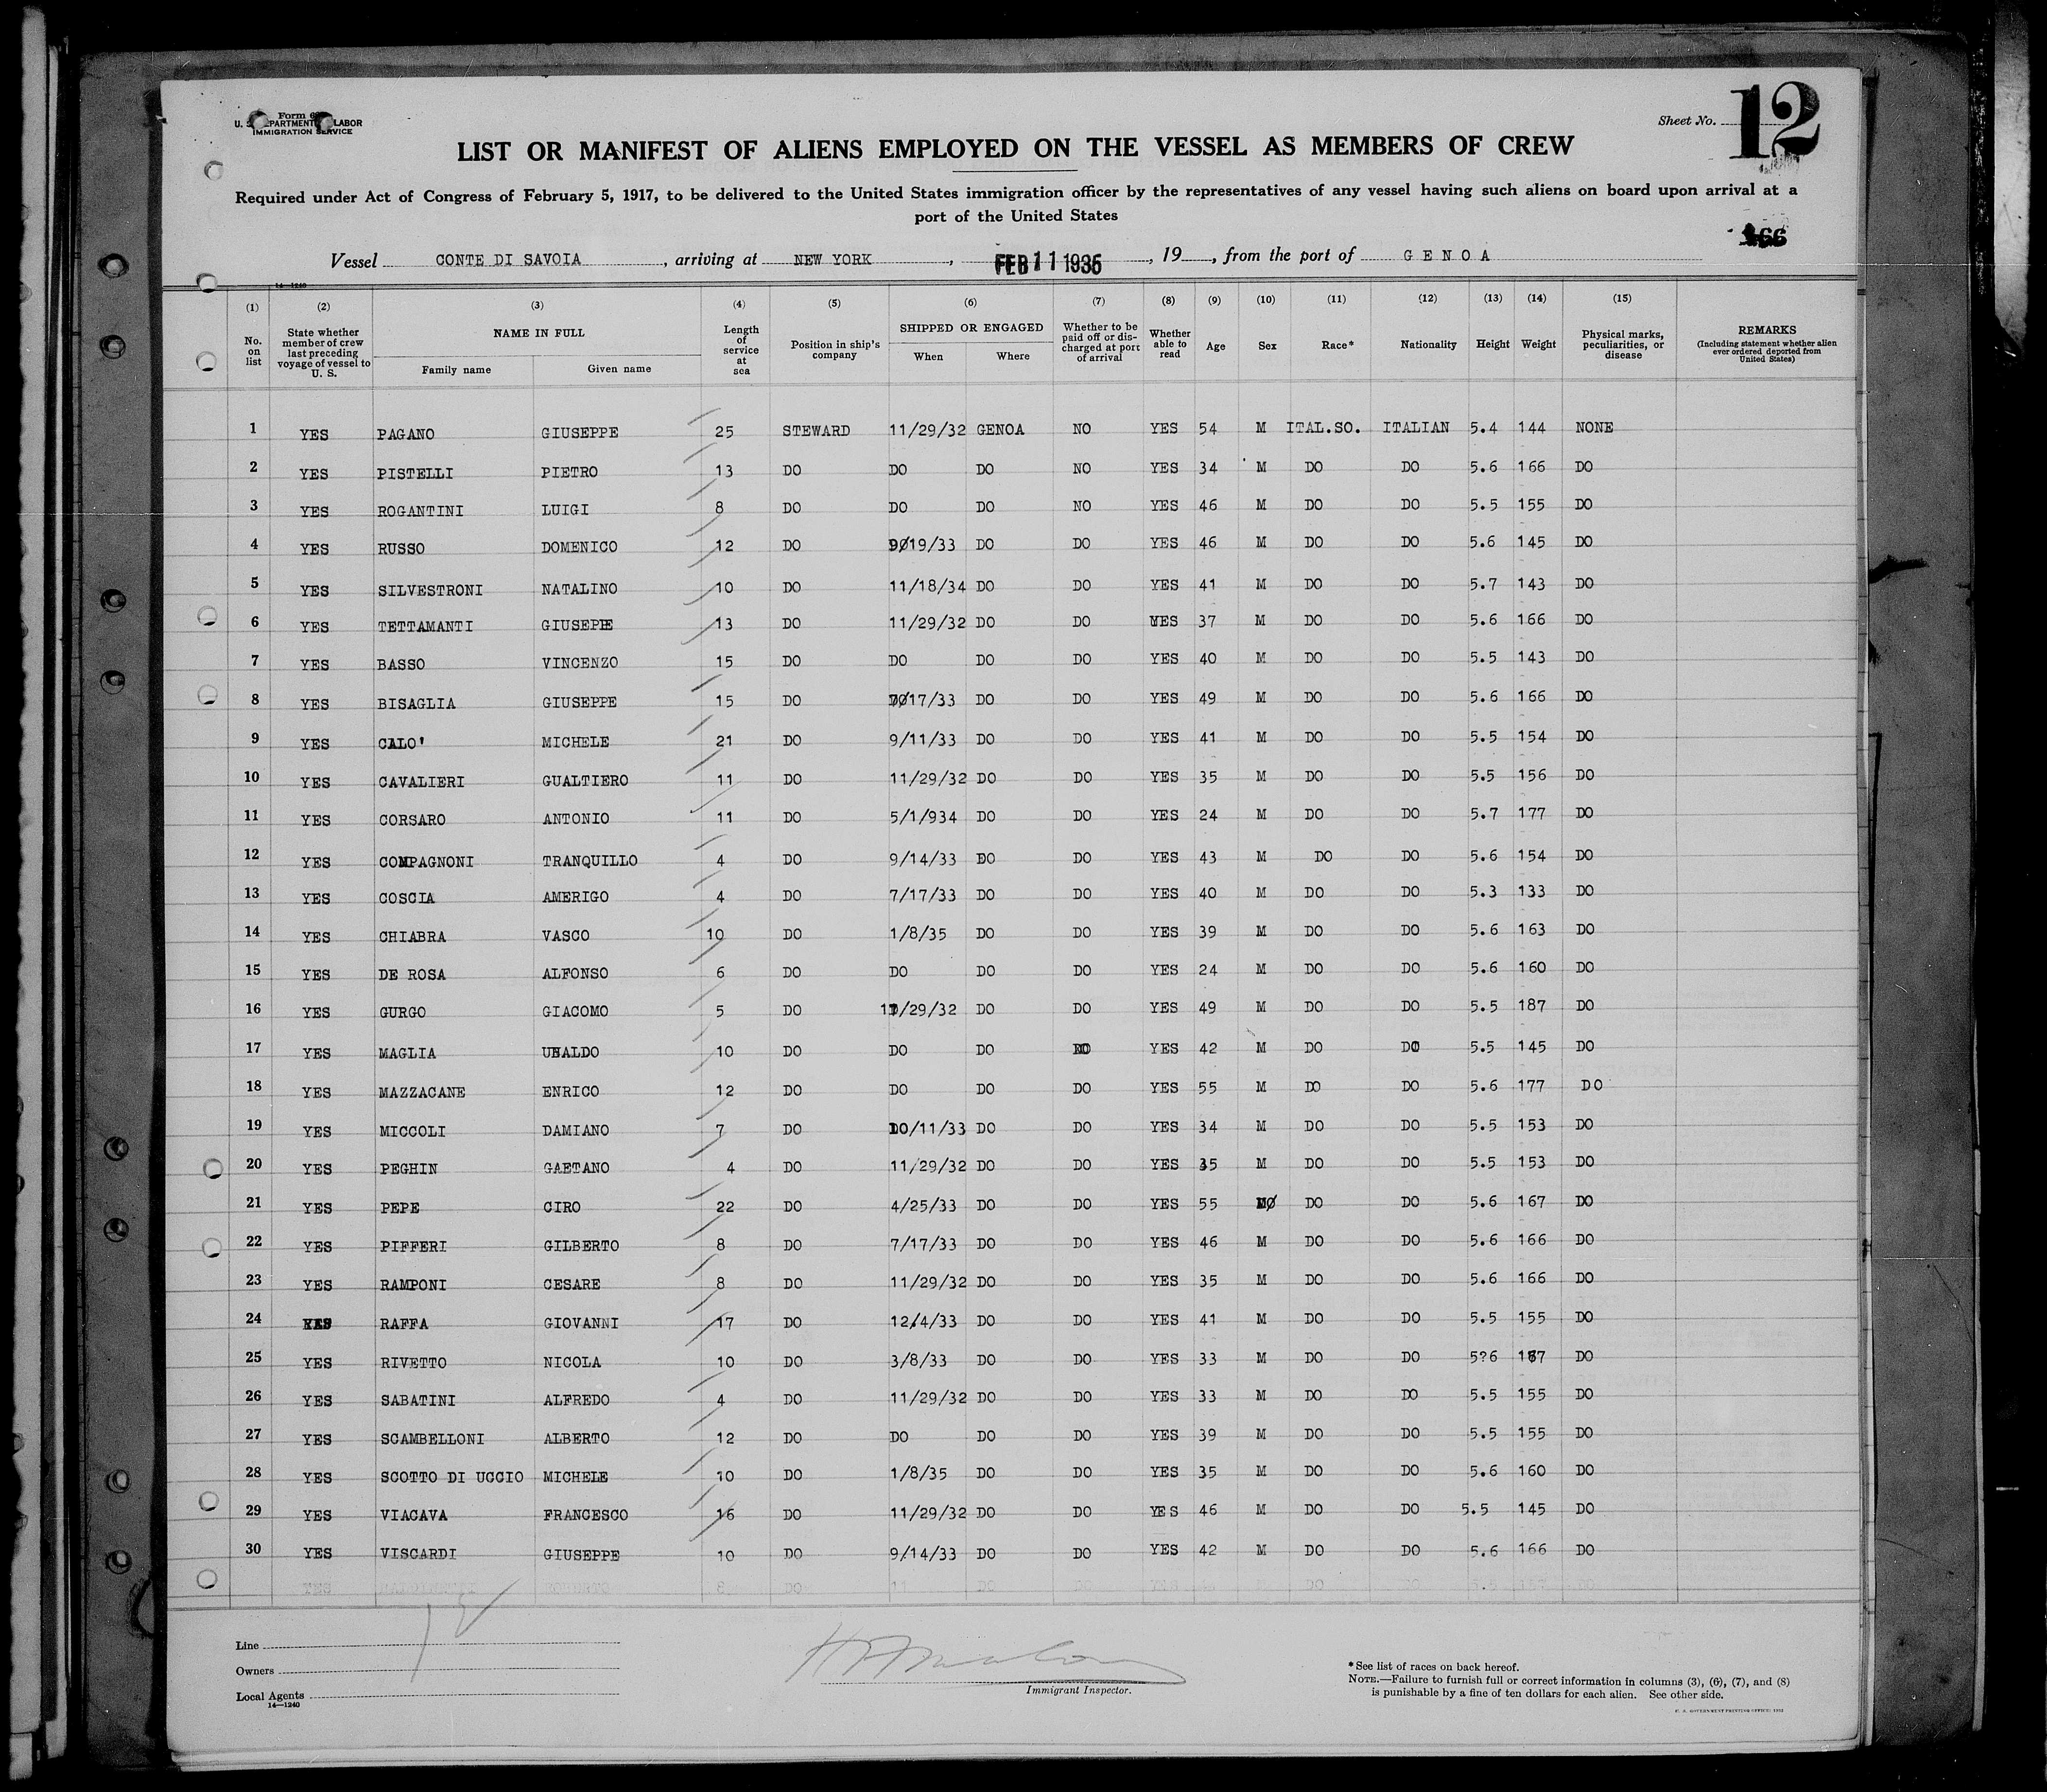 Form 6
U. S. DEPARTMENT LABOR
IMMIGRATION SERVICE
Sheet No. 12
LIST OR MANIFEST OF ALIENS EMPLOYED ON THE VESSEL AS MEMBERS OF CREW
Required under Act of Congress of February 5, 1917, to be delivered to the United States immigration officer by the representatives of any vessel having such aliens on board upon arrival at a
port of the United States
166
Vessel CONTE DI SAVOIA, arriving at NEW YORK, FEB 11 1936, 19, from the port of GENOA
14—1240
(1) (2) (3) (4) (5) (6) (7) (8) (9) (10) (11) (12) (13) (14) (15)
No. on list State whether member of crew last preceding voyage of vessel to U. S. NAME IN FULL Family name Given name Length of service at sea Position in ship's company SHIPPED OR ENGAGED When Where Whether to be paid off or discharged at port of arrival Whether able to read Age Sex Race* Nationality Height Weight Physical marks, peculiarities, or disease REMARKS (Including statement whether alien ever ordered deported from United States)
1 YES PAGANO GIUSEPPE 25 STEWARD 11/29/32 GENOA NO YES 54 M ITAL.SO. ITALIAN 5.4 144 NONE
2 YES PISTELLI PIETRO 13 DO DO DO NO YES 34 M DO DO 5.6 166 DO
3 YES ROGANTINI LUIGI 8 DO DO DO NO YES 46 M DO DO 5.5 155 DO
4 YES RUSSO DOMENICO 12 DO 9/19/33 DO DO YES 46 M DO DO 5.6 145 DO
5 YES SILVESTRONI NATALINO 10 DO 11/18/34 DO DO YES 41 M DO DO 5.7 143 DO
6 YES TETTAMANTI GIUSEPPE 13 DO 11/29/32 DO DO YES 37 M DO DO 5.6 166 DO
7 YES BASSO VINCENZO 15 DO DO DO DO YES 40 M DO DO 5.5 143 DO
8 YES BISAGLIA GIUSEPPE 15 DO 7/17/33 DO DO YES 49 M DO DO 5.6 166 DO
9 YES CALO' MICHELE 21 DO 9/11/33 DO DO YES 41 M DO DO 5.5 154 DO
10 YES CAVALIERI GUALTIERO 11 DO 11/29/32 DO DO YES 35 M DO DO 5.5 156 DO
11 YES CORSARO ANTONIO 11 DO 5/1/934 DO DO YES 24 M DO DO 5.7 177 DO
12 YES COMPAGNONI TRANQUILLO 4 DO 9/14/33 DO DO YES 43 M DO DO 5.6 154 DO
13 YES COSCIA AMERIGO 4 DO 7/17/33 DO DO YES 40 M DO DO 5.3 133 DO
14 YES CHIABRA VASCO 10 DO 1/8/35 DO DO YES 39 M DO DO 5.6 163 DO
15 YES DE ROSA ALFONSO 6 DO DO DO DO YES 24 M DO DO 5.6 160 DO
16 YES GURGO GIACOMO 5 DO 11/29/32 DO DO YES 49 M DO DO 5.5 187 DO
17 YES MAGLIA UBALDO 10 DO DO DO DO YES 42 M DO DO 5.5 145 DO
18 YES MAZZACANE ENRICO 12 DO DO DO DO YES 55 M DO DO 5.6 177 DO
19 YES MICCOLI DAMIANO 7 DO 10/11/33 DO DO YES 34 M DO DO 5.5 153 DO
20 YES PEGHIN GAETANO 4 DO 11/29/32 DO DO YES 35 M DO DO 5.5 153 DO
21 YES PEPE CIRO 22 DO 4/25/33 DO DO YES 55 M DO DO 5.6 167 DO
22 YES PIFFERI GILBERTO 8 DO 7/17/33 DO DO YES 46 M DO DO 5.6 166 DO
23 YES RAMPONI CESARE 8 DO 11/29/32 DO DO YES 35 M DO DO 5.6 166 DO
24 YES RAFFA GIOVANNI 17 DO 12/4/33 DO DO YES 41 M DO DO 5.5 155 DO
25 YES RIVETTO NICOLA 10 DO 3/8/33 DO DO YES 33 M DO DO 5?6 DO
26 YES SABATINI ALFREDO 4 DO 11/29/32 DO DO YES 33 M DO DO 5.5 155 DO
27 YES SCAMBELLONI ALBERTO 12 DO DO DO DO YES 39 M DO DO 5.5 155 DO
28 YES SCOTTO DI UCCIO MICHELE 10 DO 1/8/35 DO DO YES 35 M DO DO 5.6 160 DO
29 YES VIACAVA FRANCESCO 16 DO 11/29/32 DO DO YES 46 M DO DO 5.5 145 DO
30 YES VISCARDI GIUSEPPE 10 DO 9/14/33 DO DO YES 42 M DO DO 5.6 166 DO
Line
Owners
Local Agents
14—1240
Immigrant Inspector.
*See list of races on back hereof.
NOTE.—Failure to furnish full or correct information in columns (3), (6), (7), and (8)
is punishable by a fine of ten dollars for each alien. See other side.
U. S. GOVERNMENT PRINTING OFFICE: 1932